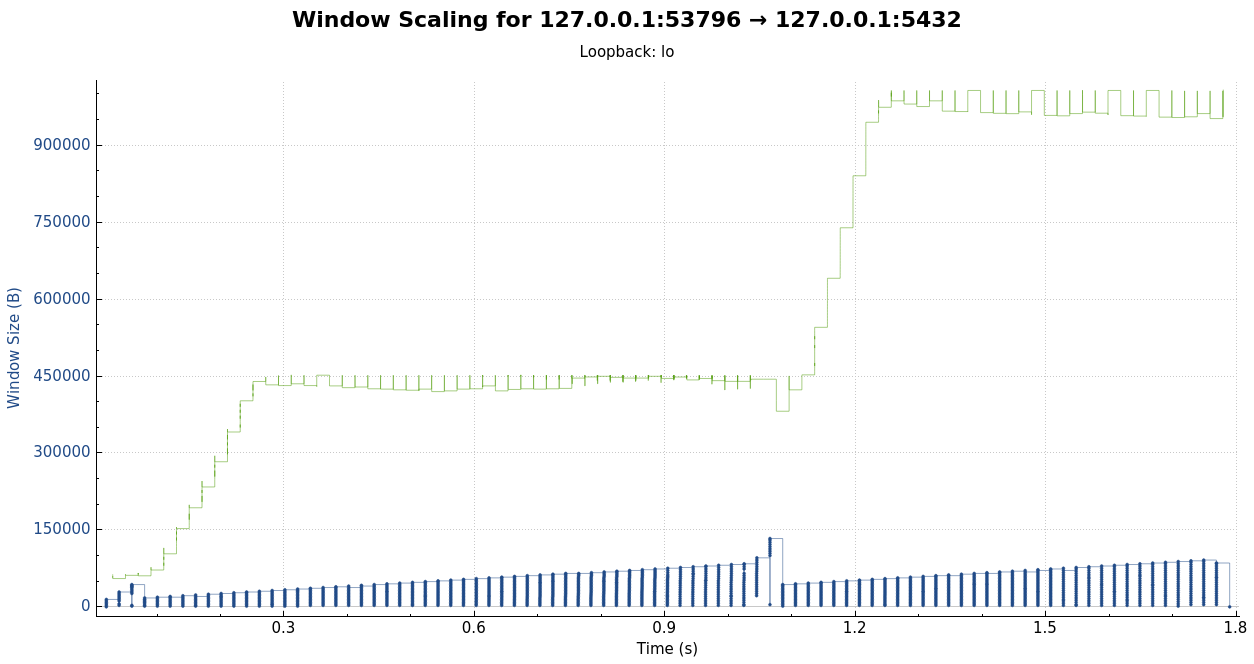 Window Scaling for 127.0.0.1:53796 → 127.0.0.1:5432
Loopback: lo
Window Size (B)
900000
750000
600000
450000
300000
150000
0
0.3 0.6 0.9 1.2 1.5 1.8
Time (s)